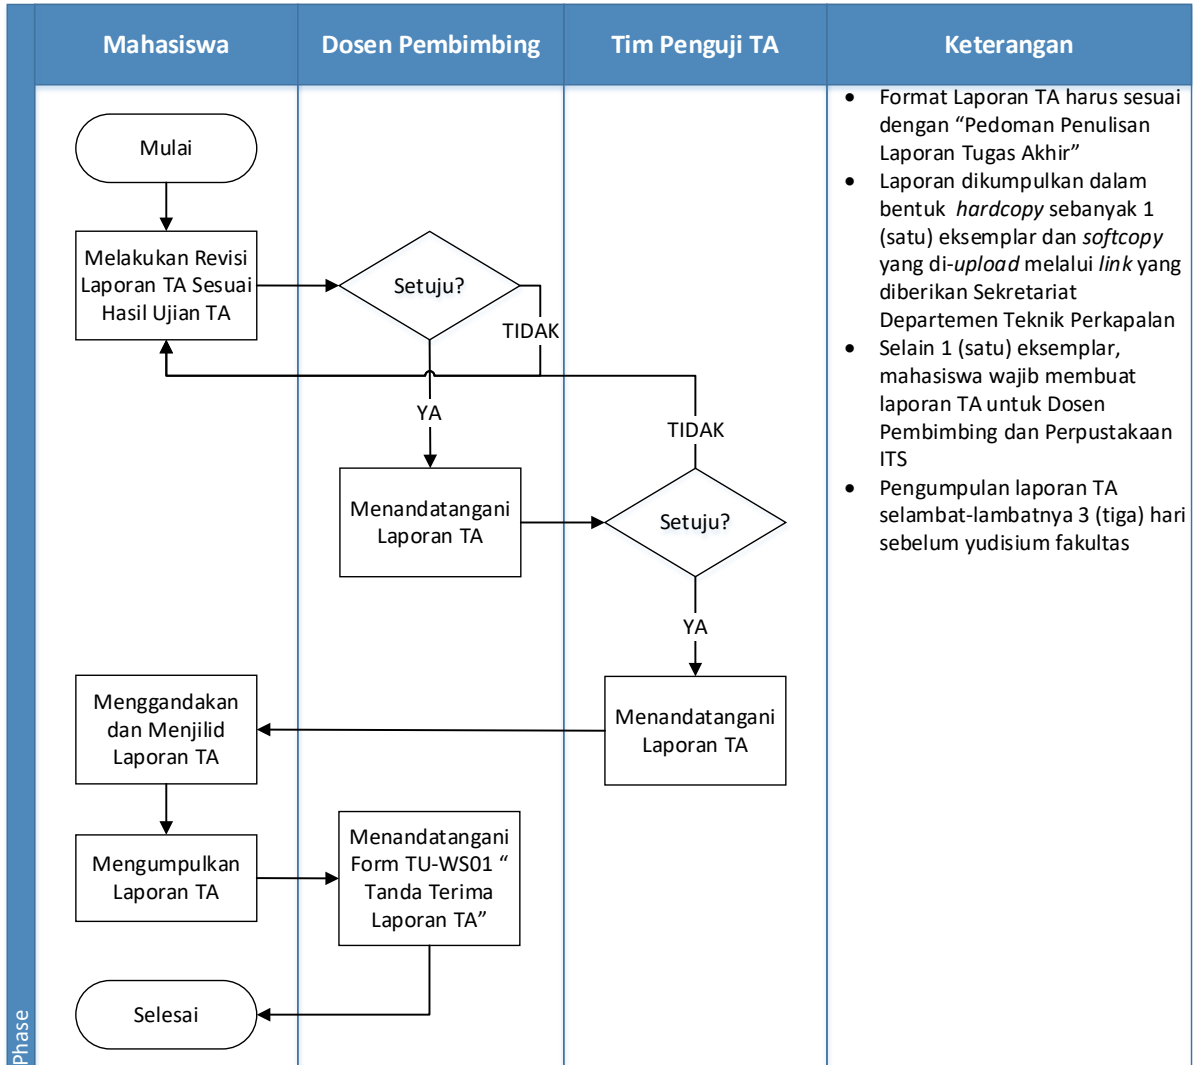 Mahasiswa
Dosen Pembimbing
Tim Penguji TA
Keterangan
Mulai
Melakukan Revisi
Laporan TA Sesuai
Hasil Ujian TA
Setuju?
TIDAK
YA
Menandatangani
Laporan TA
Setuju?
TIDAK
YA
Menandatangani
Laporan TA
Menggandakan
dan Menjilid
Laporan TA
Mengumpulkan
Laporan TA
Menandatangani
Form TU-WS01 “
Tanda Terima
Laporan TA”
Selesai
• Format Laporan TA harus sesuai
dengan “Pedoman Penulisan
Laporan Tugas Akhir”
• Laporan dikumpulkan dalam
bentuk hardcopy sebanyak 1
(satu) eksemplar dan softcopy
yang di-upload melalui link yang
diberikan Sekretariat
Departemen Teknik Perkapalan
• Selain 1 (satu) eksemplar,
mahasiswa wajib membuat
laporan TA untuk Dosen
Pembimbing dan Perpustakaan
ITS
• Pengumpulan laporan TA
selambat-lambatnya 3 (tiga) hari
sebelum yudisium fakultas
Phase